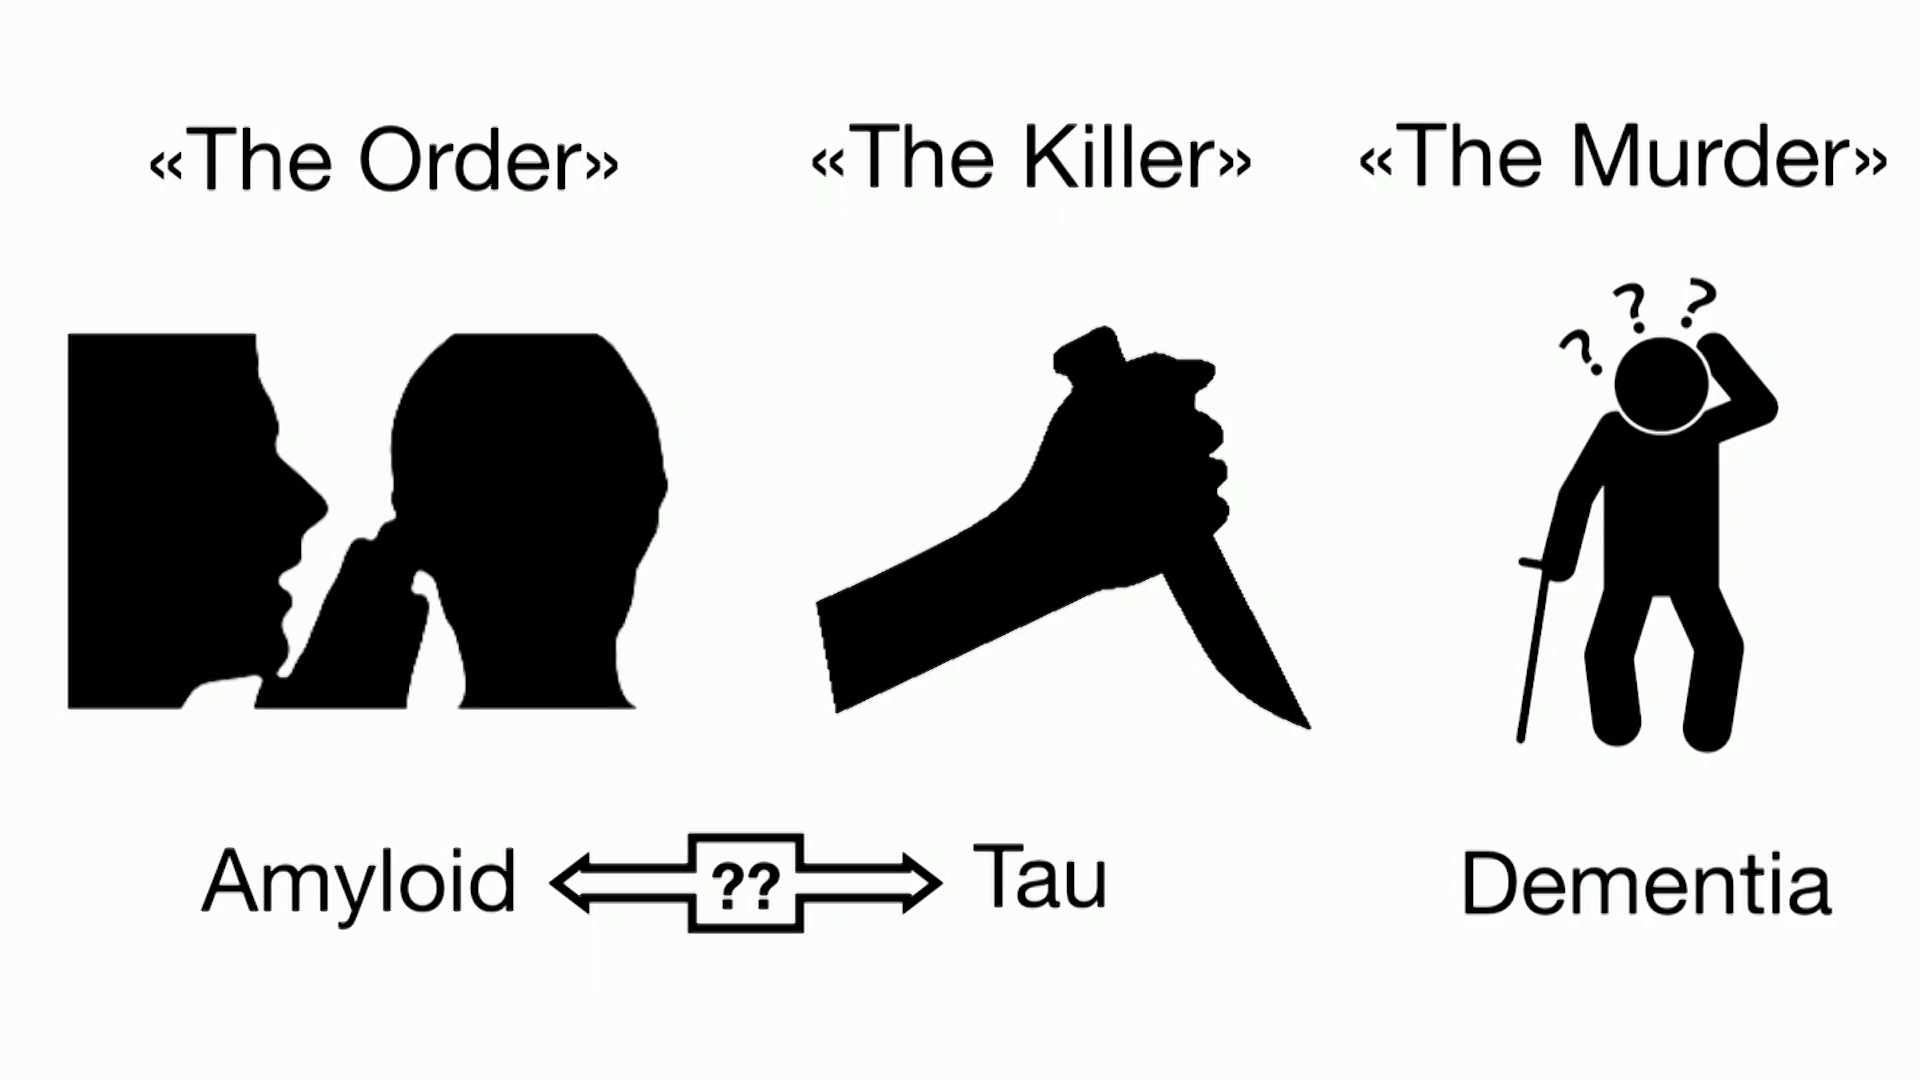 «The Order»
«The Killer»
«The Murder»
? ? ?
Amyloid
??
Tau
Dementia